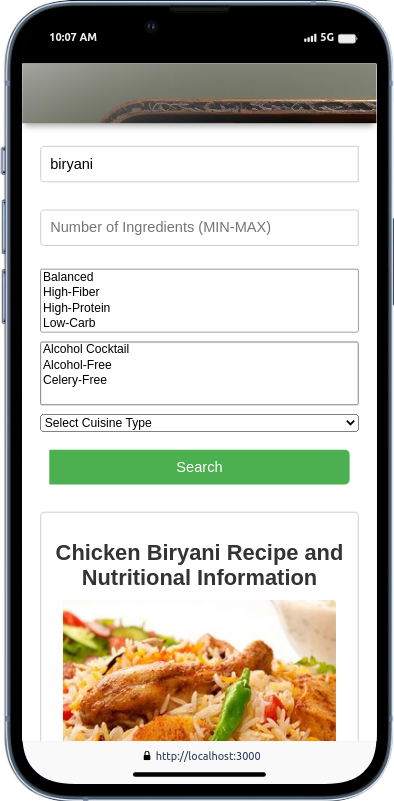 10:07 AM
5G
biryani
Number of Ingredients (MIN-MAX)
Balanced
High-Fiber
High-Protein
Low-Carb
Alcohol Cocktail
Alcohol-Free
Celery-Free
Select Cuisine Type
Search
Chicken Biryani Recipe and
Nutritional Information
http://localhost:3000